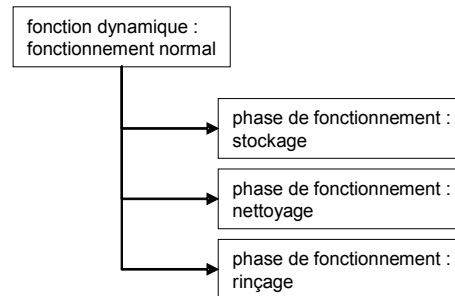 fonction dynamique :
fonctionnement normal
phase de fonctionnement :
stockage
phase de fonctionnement :
nettoyage
phase de fonctionnement :
rinçage